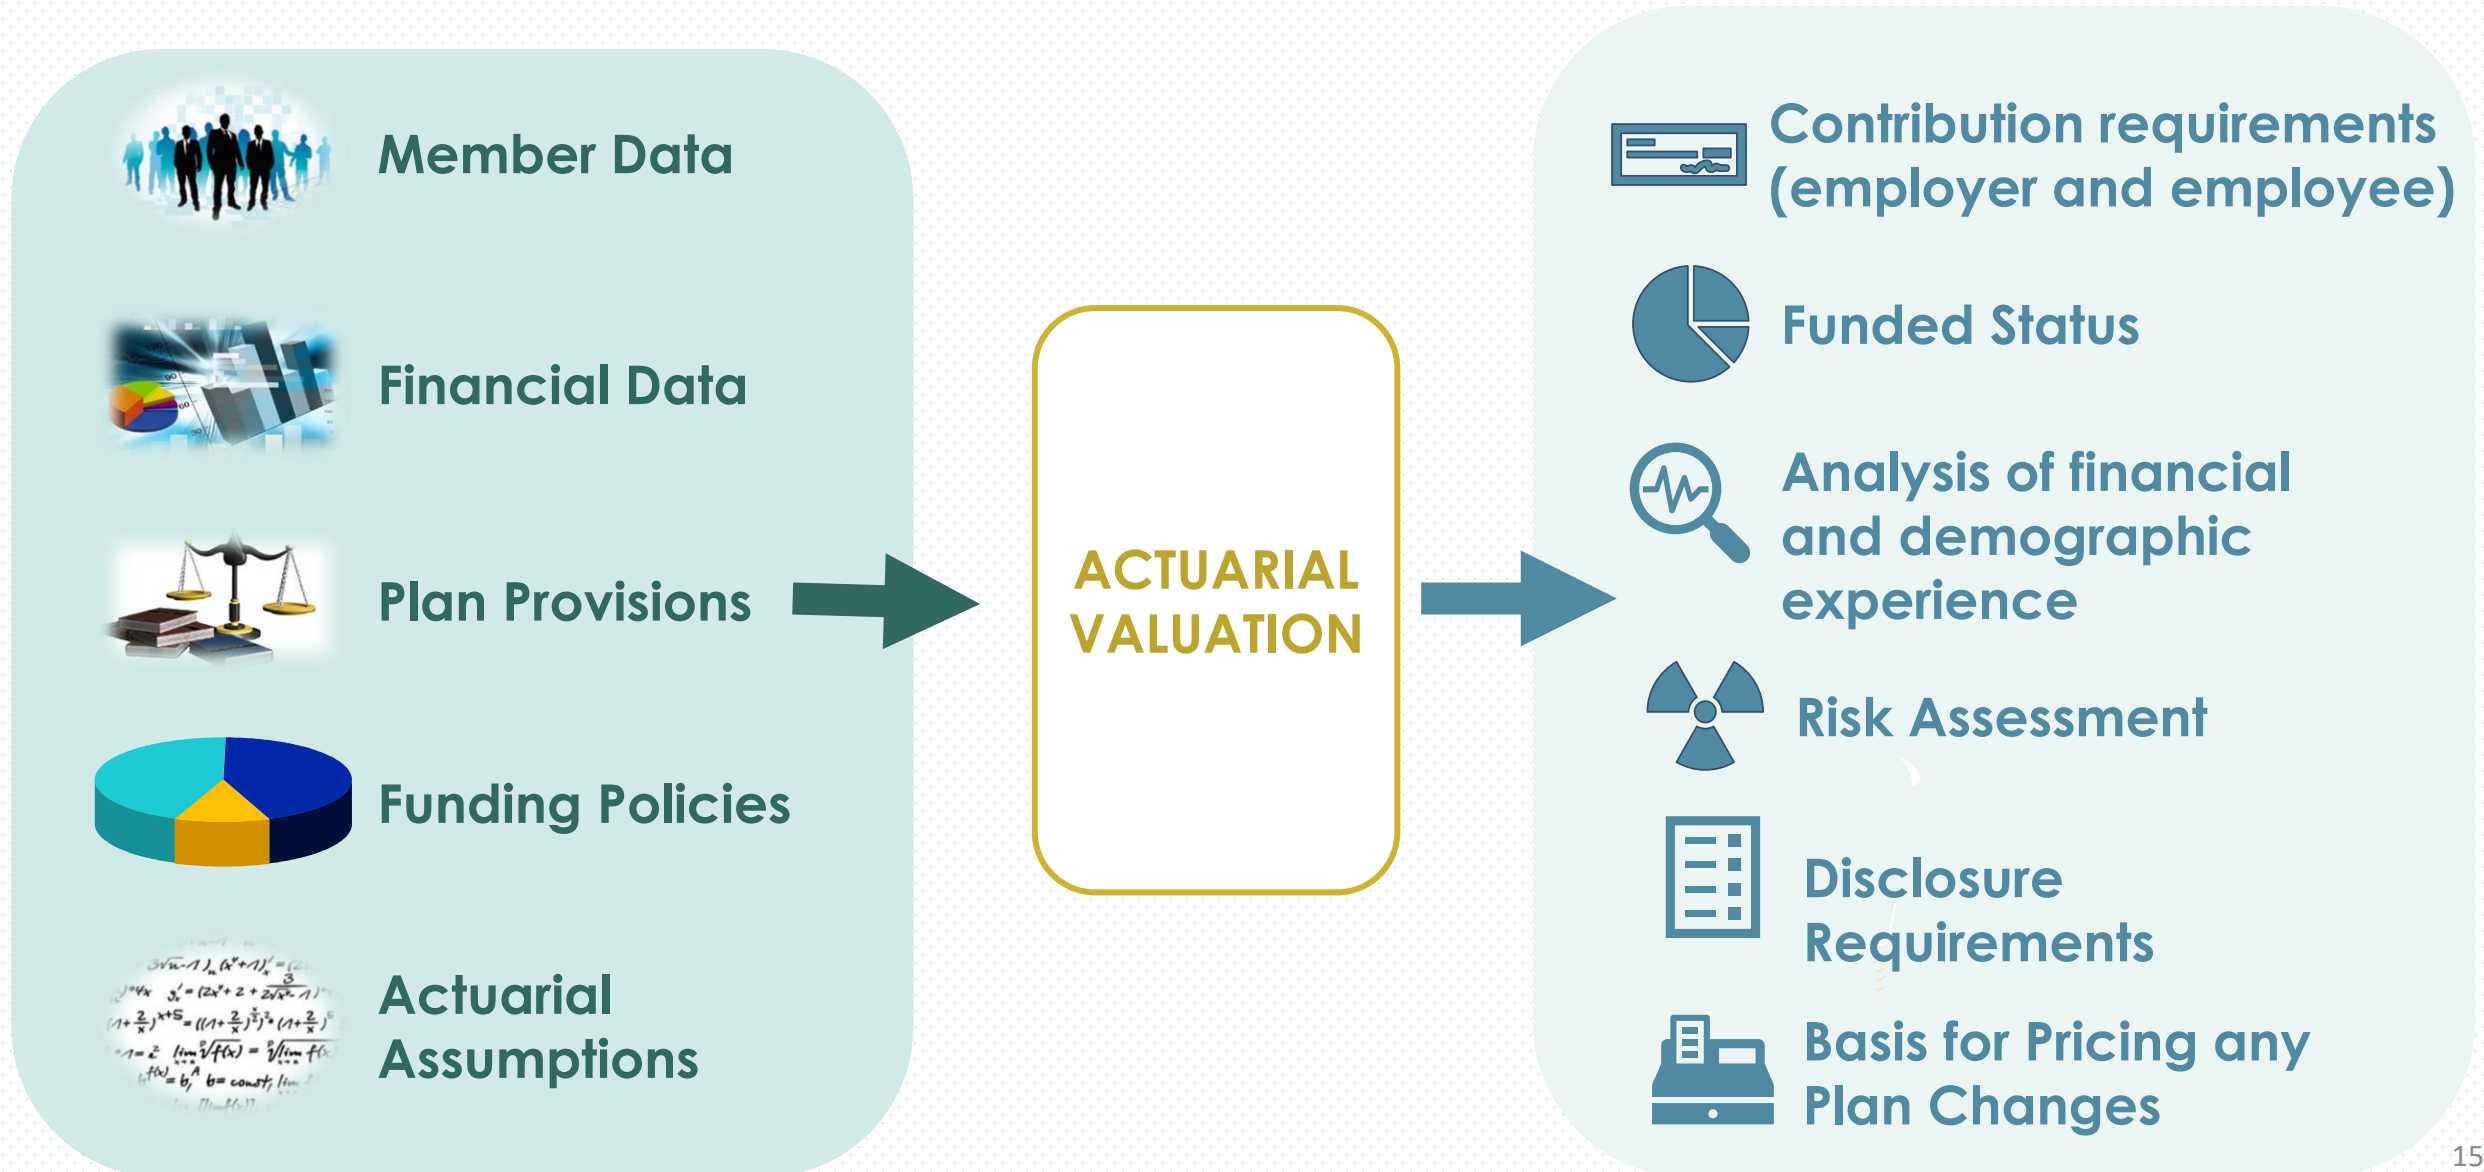 Member Data
Financial Data
Plan Provisions
Funding Policies
Actuarial
Assumptions
ACTUARIAL
VALUATION
Contribution requirements
(employer and employee)
Funded Status
Analysis of financial
and demographic
experience
Risk Assessment
Disclosure
Requirements
Basis for Pricing any
Plan Changes
15